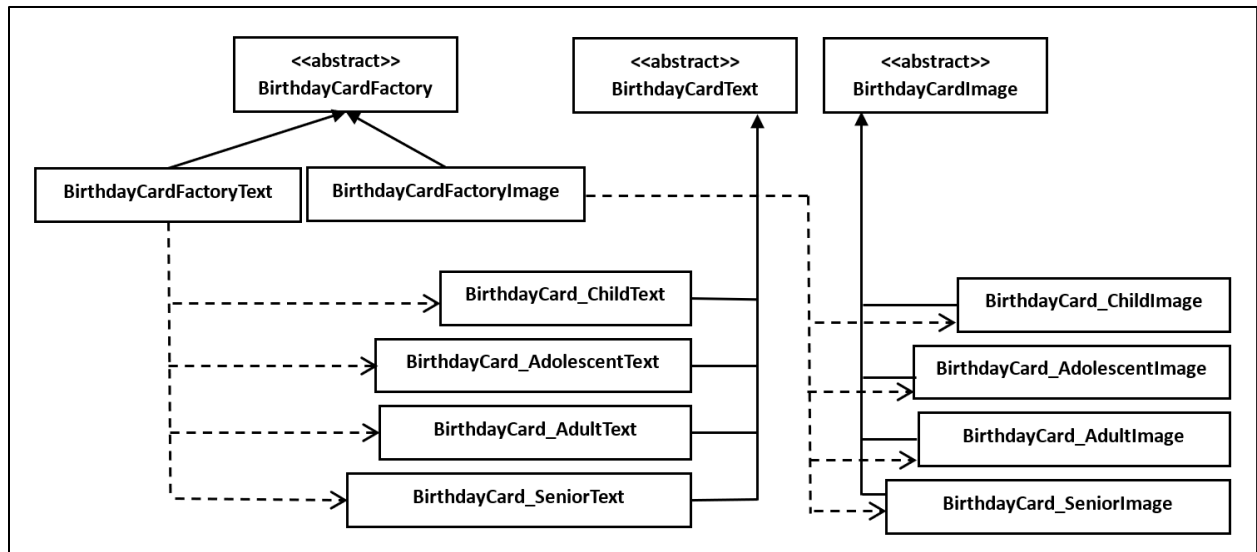 <<abstract>>
BirthdayCardFactory
<<abstract>>
BirthdayCardText
<<abstract>>
BirthdayCardImage
BirthdayCardFactoryText
BirthdayCardFactoryImage
BirthdayCard_ChildText
BirthdayCard_AdolescentText
BirthdayCard_AdultText
BirthdayCard_SeniorText
BirthdayCard_ChildImage
BirthdayCard_AdolescentImage
BirthdayCard_AdultImage
BirthdayCard_SeniorImage